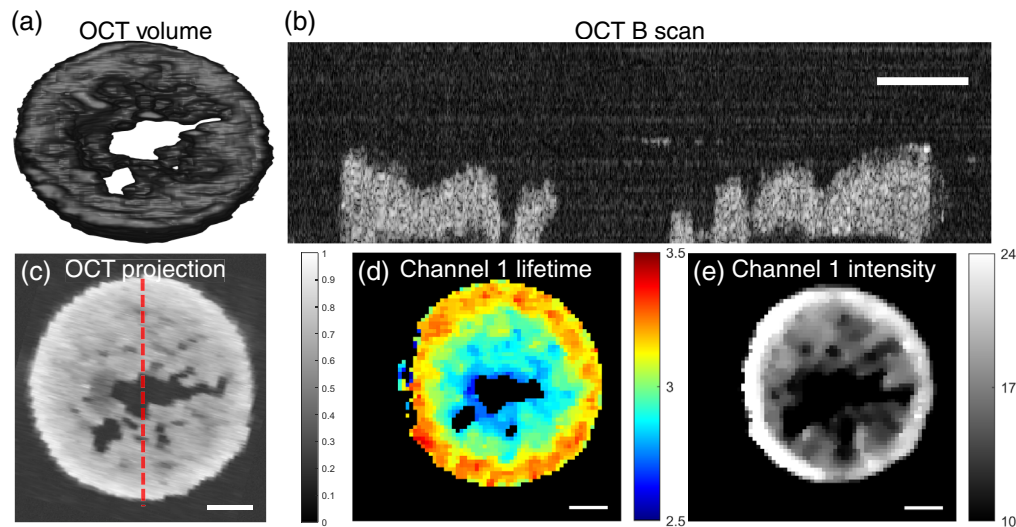 (a)
OCT volume
(b)
OCT B scan
(c)
OCT projection
1
0.9
0.8
0.7
0.6
0.5
0.4
0.3
0.2
0.1
0
(d)
Channel 1 lifetime
3.5
3
2.5
(e)
Channel 1 intensity
24
17
10